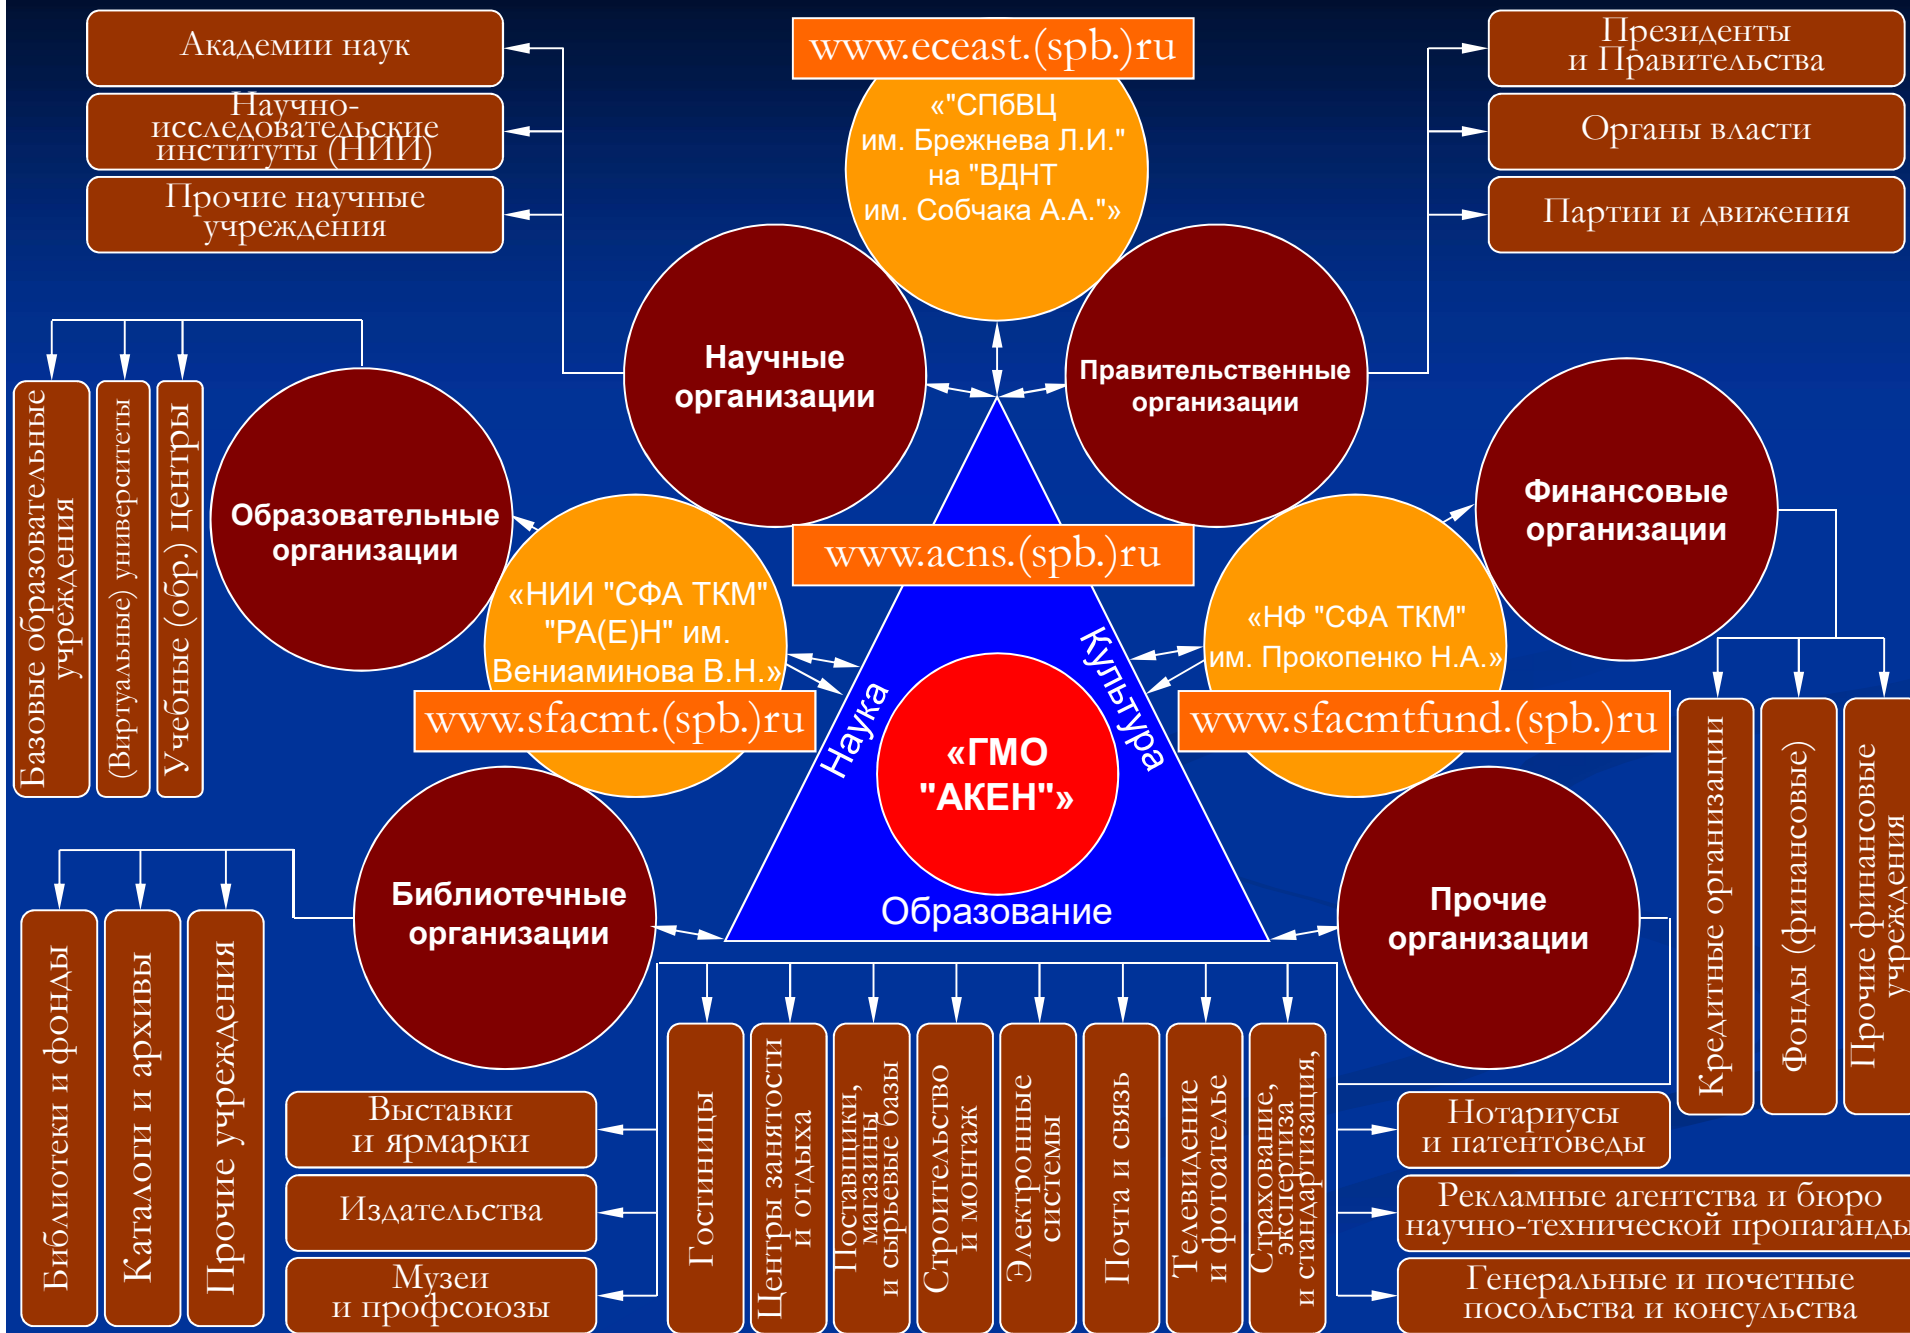 Академии наук
Научно-
исследовательские
институты (НИИ)
Прочие научные
учреждения
www.eceast.(spb.)ru
«"СПбВЦ
им. Брежнева Л.И."
на "ВДНТ
им. Собчака А.А."»
Президенты
и Правительства
Органы власти
Партии и движения
Научные
организации
Правительственные
организации
Базовые образовательные
учреждения
(Виртуальные) университеты
Учебные (обр.) центры
Образовательные
организации
Финансовые
организации
www.acns.(spb.)ru
«НИИ "СФА ТКМ"
"РА(Е)Н" им.
Вениаминова В.Н.»
www.sfacmt.(spb.)ru
«НФ "СФА ТКМ"
им. Прокопенко Н.А.»
www.sfacmtfund.(spb.)ru
Наука
Культура
«ГМО
"АКЕН"»
Образование
Кредитные организации
Фонды (финансовые)
Прочие финансовые
учреждения
Библиотечные
организации
Прочие
организации
Библиотеки и фонды
Каталоги и архивы
Прочие учреждения
Выставки
и ярмарки
Издательства
Музеи
и профсоюзы
Гостиницы
Центры занятости
и отдыха
Поставщики,
магазины
и сырьевые базы
Строительство
и монтаж
Электронные
системы
Почта и связь
Телевидение
и фотоателье
Страхование,
экспертиза
и стандартизация,
Нотариусы
и патентоведы
Рекламные агентства и бюро
научно-технической пропаганды
Генеральные и почетные
посольства и консульства